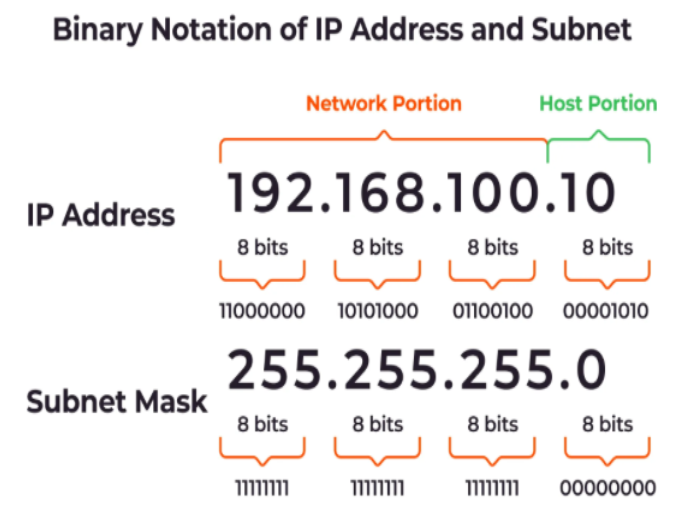 Binary Notation of IP Address and Subnet
Network Portion Host Portion
IP Address 192.168.100.10
8 bits 8 bits 8 bits 8 bits
11000000 10101000 01100100 00001010
Subnet Mask 255.255.255.0
8 bits 8 bits 8 bits 8 bits
11111111 11111111 11111111 00000000